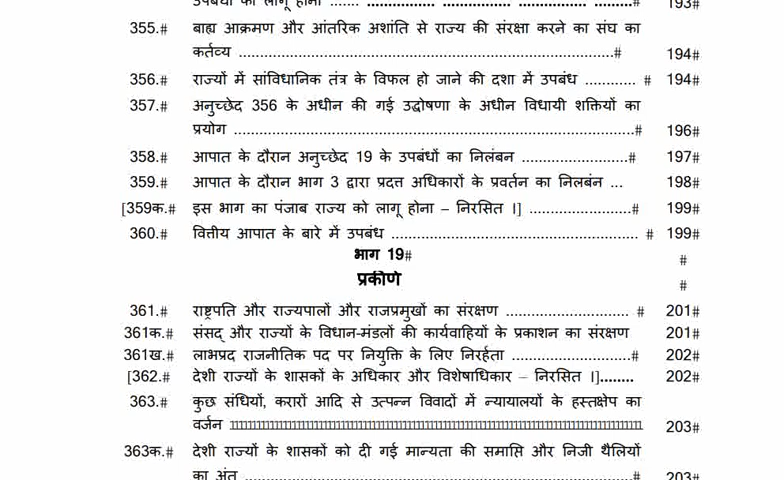 उपबंधों का लागू होना ....... ................. ................. ................. .........# 193#
355.# बाह्य आक्रमण और आंतरिक अशांति से राज्य की संरक्षा करने का संघ का
कर्तव्य ..........................................................................# 194#
356.# राज्यों में सांविधानिक तंत्र के विफल हो जाने की दशा में उपबंध ............ # 194#
357.# अनुच्छेद 356 के अधीन की गई उद्घोषणा के अधीन विधायी शक्तियों का
प्रयोग ..............................................................................# 196#
358.# आपात के दौरान अनुच्छेद 19 के उपबंधों का निलंबन .....................# 197#
359.# आपात के दौरान भाग 3 द्वारा प्रदत्त अधिकारों के प्रवर्तन का निलबंन ... 198#
[359क.# इस भाग का पंजाब राज्य को लागू होना – निरसित ।] ....................# 199#
360.# वित्तीय आपात के बारे में उपबंध ................................................ # 199#
भाग 19#
#
प्रकीर्ण
#
361.# राष्ट्रपति और राज्यपालों और राजप्रमुखों का संरक्षण ........................ # 201#
361क.# संसद् और राज्यों के विधान-मंडलों की कार्यवाहियों के प्रकाशन का संरक्षण 201#
361ख.# लाभप्रद राजनीतिक पद पर नियुक्ति के लिए निरर्हता .......................# 202#
[362.# देशी राज्यों के शासकों के अधिकार और विशेषाधिकार – निरसित ।]........ 202#
363.# कुछ संधियों, करारों आदि से उत्पन्न विवादों में न्यायालयों के हस्तक्षेप का
वर्जन 203#
363क.# देशी राज्यों के शासकों को दी गई मान्यता की समाप्ति और निजी थैलियों
का अंत ............................................................................# 203#